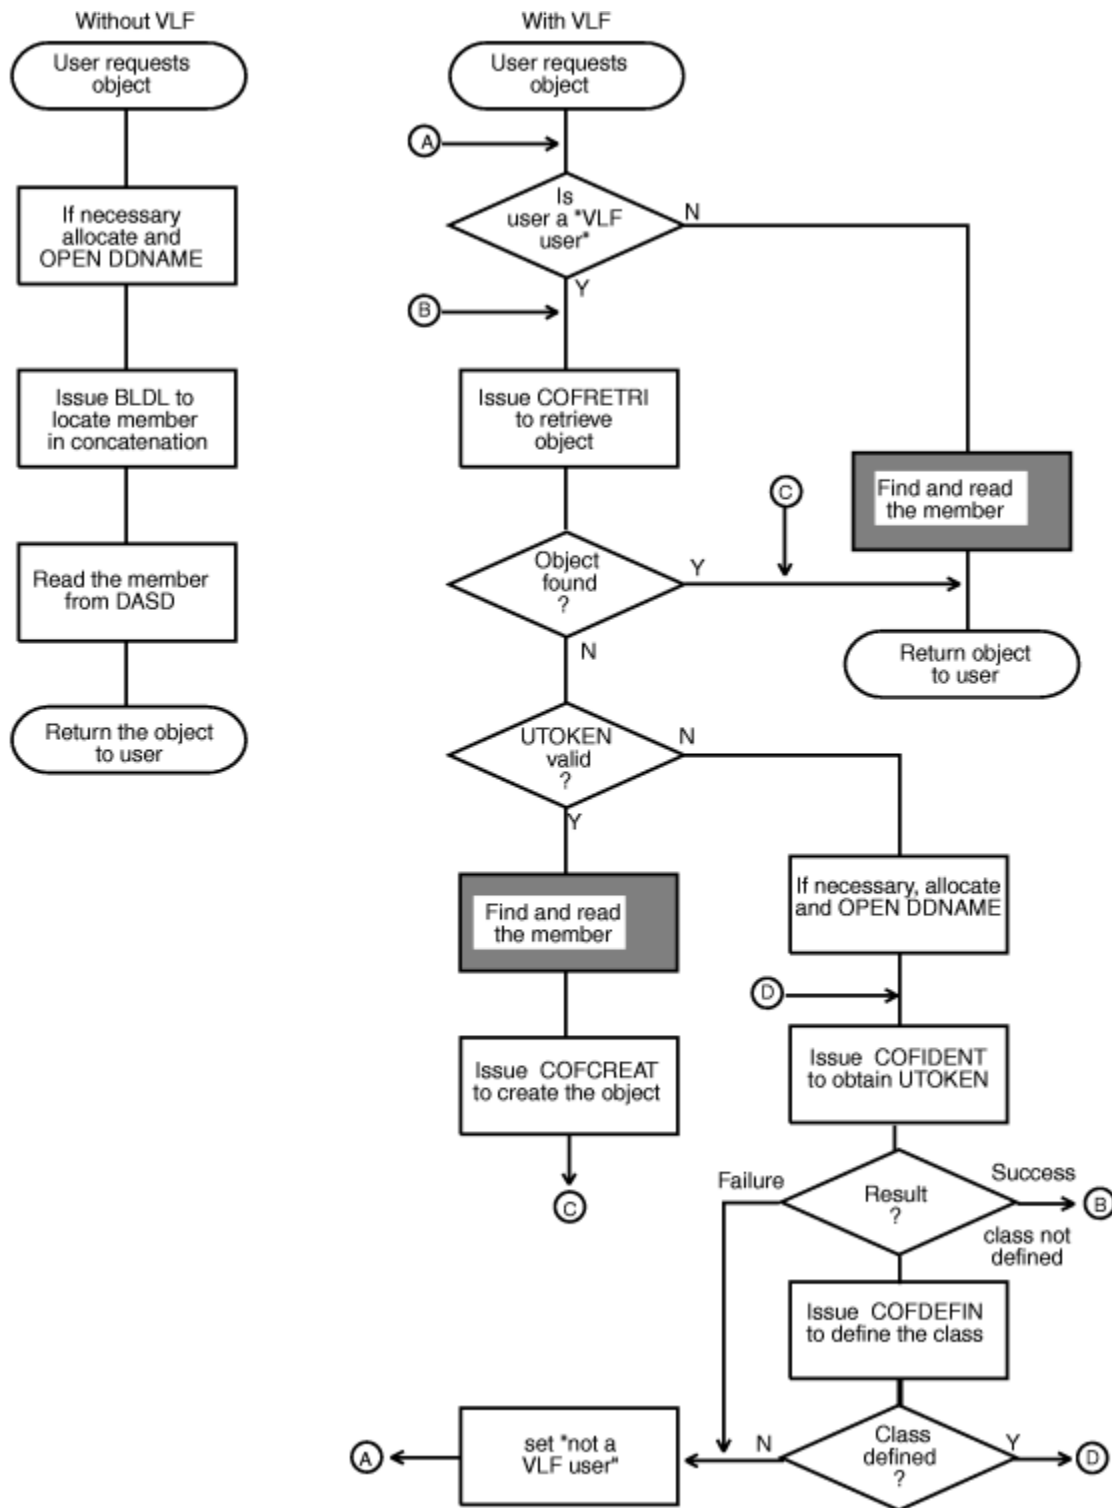 Without VLF
User requests
object
If necessary
allocate and
OPEN DDNAME
Issue BLDL to
locate member
in concatenation
Read the member
from DASD
Return the object
to user
With VLF
User requests
object
A
Is
user a "VLF
user"
N
Y
B
Issue COFRETRI
to retrieve
object
C
Find and read
the member
Object
found
?
Y
N
Return object
to user
UTOKEN
valid
?
N
Y
Find and read
the member
If necessary, allocate
and OPEN DDNAME
D
Issue COFCREAT
to create the object
C
Issue COFIDENT
to obtain UTOKEN
Failure
Result
?
Success
B
class not
defined
Issue COFDEFIN
to define the class
Class
defined
?
N
Y
D
set "not a
VLF user"
A